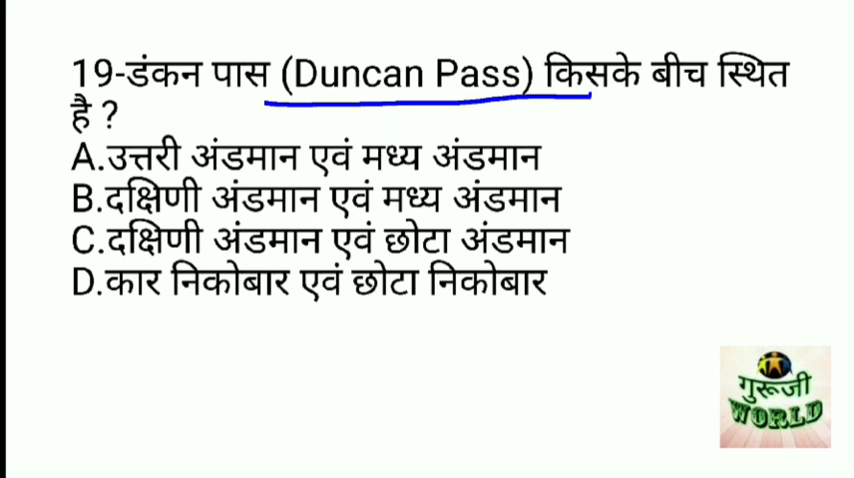 19-डंकन पास (Duncan Pass) किसके बीच स्थित
है ?
A.उत्तरी अंडमान एवं मध्य अंडमान
B.दक्षिणी अंडमान एवं मध्य अंडमान
C.दक्षिणी अंडमान एवं छोटा अंडमान
D.कार निकोबार एवं छोटा निकोबार
गुरूजी
WORLD